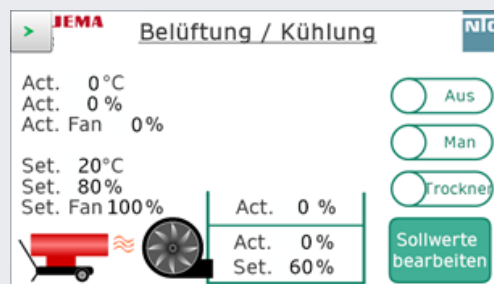 >
JEMA
Belüftung / Kühlung
Act. 0°C
Act. 0 %
Act. Fan 0%
Set. 20°C
Set. 80%
Set. Fan 100%
Act. 0 %
Act. 0%
Set. 60%
Aus
Man
Trockner
Sollwerte
bearbeiten